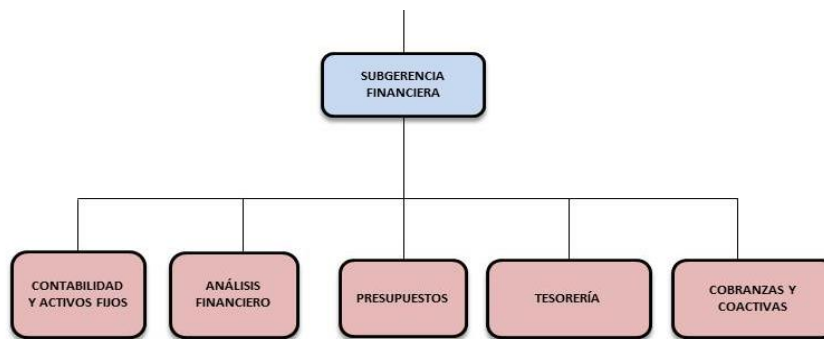 SUBGERENCIA
FINANCIERA
CONTABILIDAD
Y ACTIVOS FIJOS
ANÁLISIS
FINANCIERO
PRESUPUESTOS
TESORERÍA
COBRANZAS Y
COACTIVAS